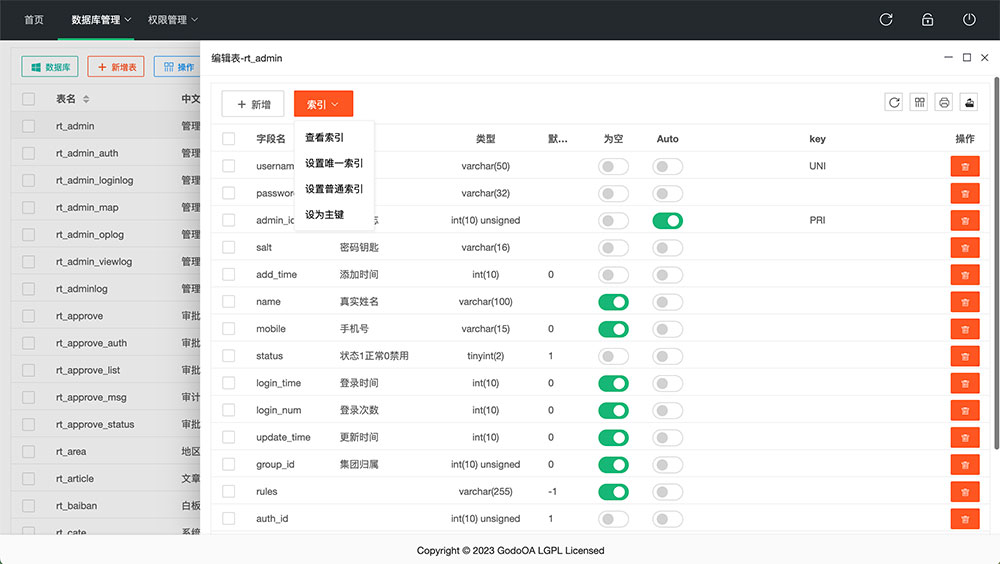 首页 数据库管理 权限管理
编辑表-rt_admin
数据库 新增表 操作
新增 索引
表名 中文
字段名 类型 默... 为空 Auto key 操作
查看索引
设置唯一索引
设置普通索引
设为主键
rt_admin 管理
rt_admin_auth 管理
rt_admin_loginlog 管理
rt_admin_map 管理
rt_admin_oplog 管理
rt_admin_viewlog 管理
rt_adminlog 管理
rt_approve 审批
rt_approve_auth 审批
rt_approve_list 审批
rt_approve_msg 审计
rt_approve_status 审批
rt_area 地区
rt_article 文章
rt_baiban 白板
rt_cate 系统
usernam varchar(50) UNI
passwor varchar(32)
admin_id int(10) unsigned PRI
salt 密码钥匙 varchar(16)
add_time 添加时间 int(10) 0
name 真实姓名 varchar(100)
mobile 手机号 varchar(15) 0
status 状态1正常0禁用 tinyint(2) 1
login_time 登录时间 int(10) 0
login_num 登录次数 int(10) 0
update_time 更新时间 int(10) 0
group_id 集团归属 int(10) unsigned 0
rules varchar(255) -1
auth_id int(10) unsigned 1
Copyright © 2023 GodoOA LGPL Licensed